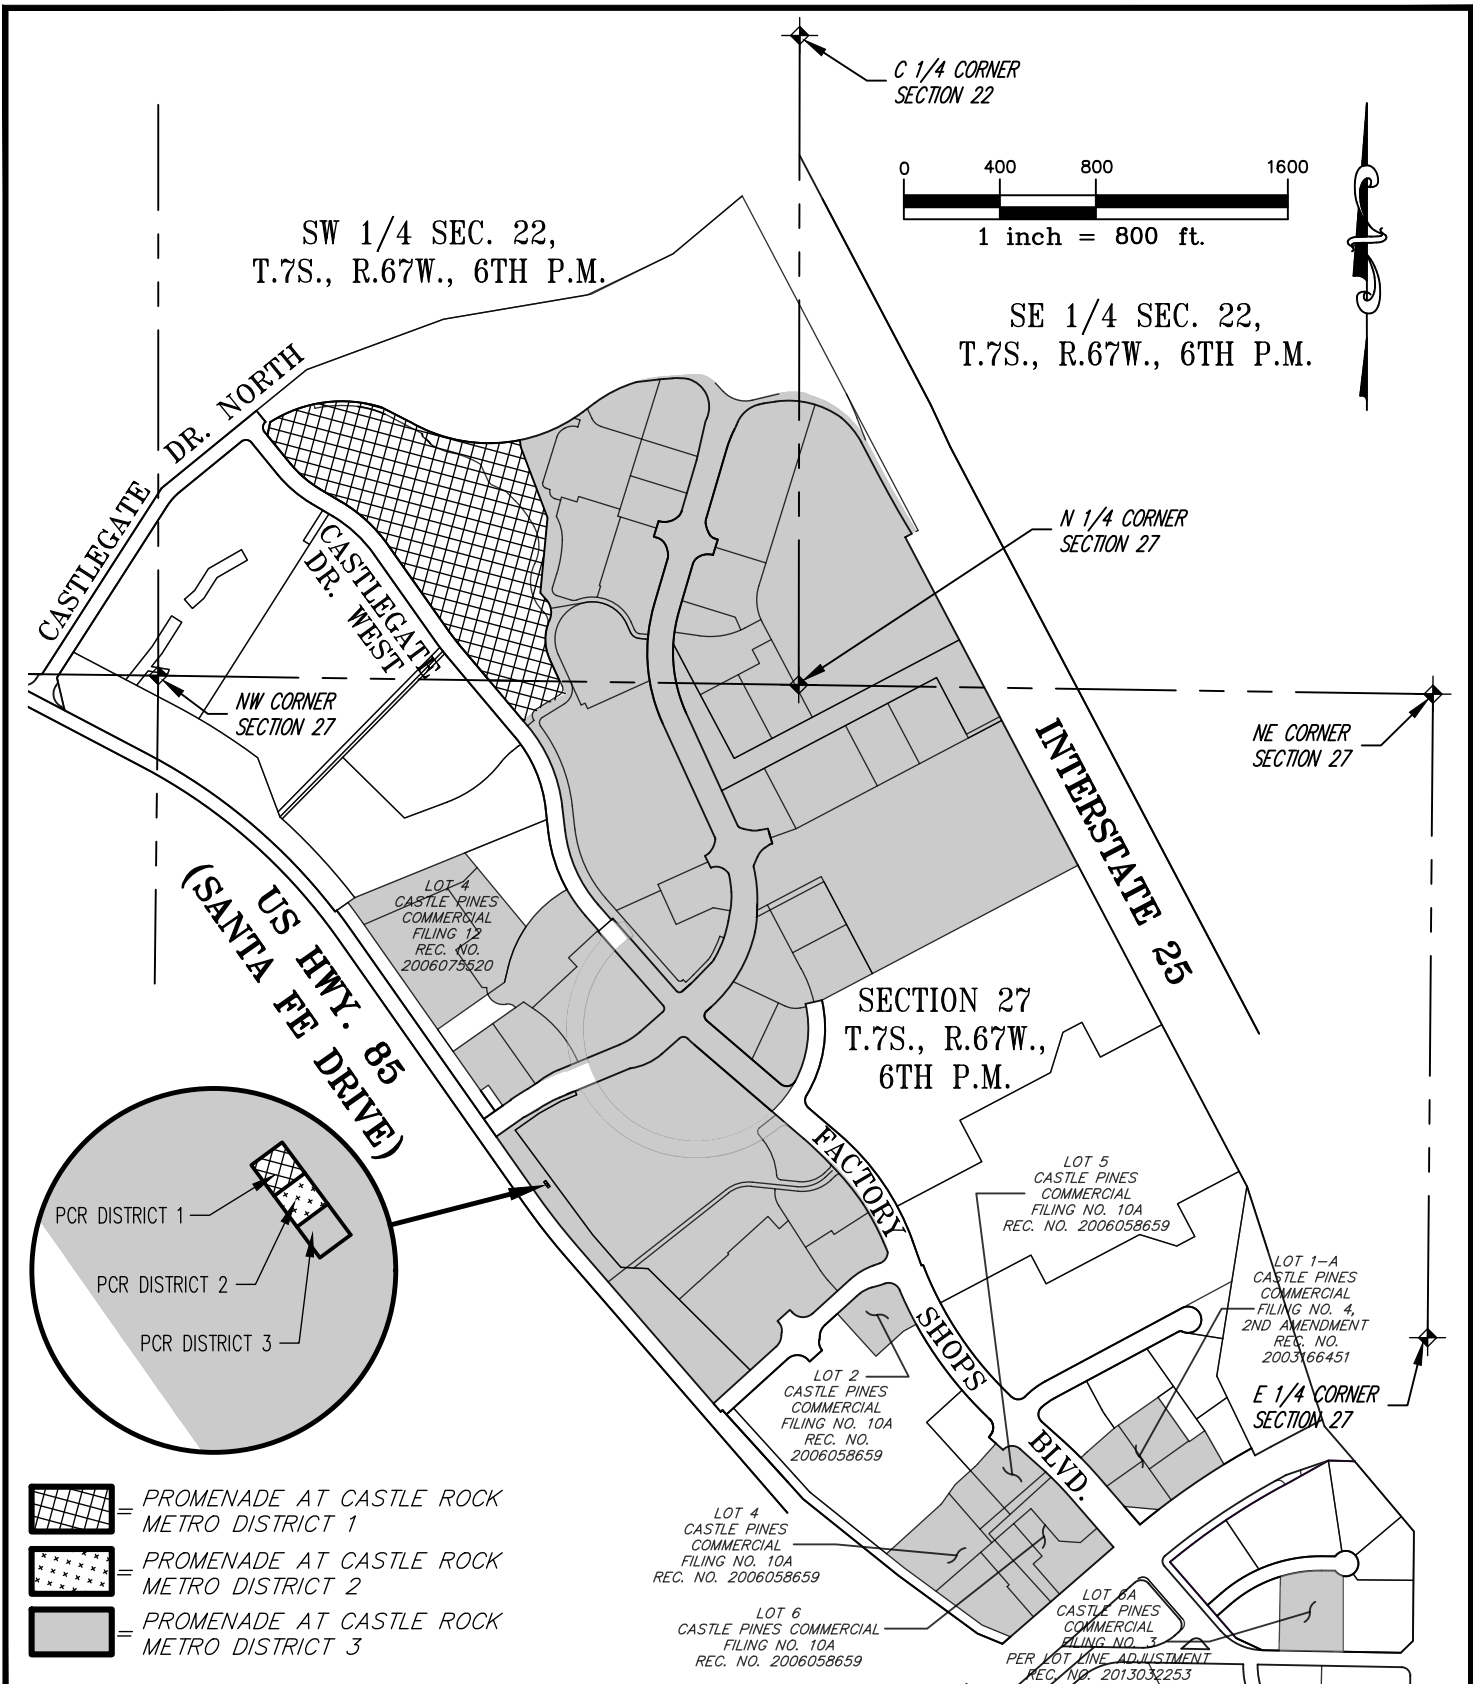 C 1/4 CORNER
SECTION 22
0 400 800 1600
1 inch = 800 ft.
SW 1/4 SEC. 22,
T.7S., R.67W., 6TH P.M.
SE 1/4 SEC. 22,
T.7S., R.67W., 6TH P.M.
CASTLEGATE DR. NORTH
CASTLEGATE
DR. WEST
N 1/4 CORNER
SECTION 27
NW CORNER
SECTION 27
NE CORNER
SECTION 27
INTERSTATE 25
US HWY. 85
(SANTA FE DRIVE)
LOT 4
CASTLE PINES
COMMERCIAL
FILING 12
REC. NO.
2006075520
SECTION 27
T.7S., R.67W.,
6TH P.M.
FACTORY SHOPS BLVD.
PCR DISTRICT 1
PCR DISTRICT 2
PCR DISTRICT 3
LOT 5
CASTLE PINES
COMMERCIAL
FILING NO. 10A
REC. NO. 2006058659
LOT 1-A
CASTLE PINES
COMMERCIAL
FILING NO. 4,
2ND AMENDMENT
REC. NO.
2003166451
E 1/4 CORNER
SECTION 27
LOT 2
CASTLE PINES
COMMERCIAL
FILING NO. 10A
REC. NO.
2006058659
LOT 4
CASTLE PINES
COMMERCIAL
FILING NO. 10A
REC. NO. 2006058659
LOT 6
CASTLE PINES COMMERCIAL
FILING NO. 10A
REC. NO. 2006058659
LOT 6A
CASTLE PINES
COMMERCIAL
FILING NO. 3
PER LOT LINE ADJUSTMENT
REC. NO. 2013032253
= PROMENADE AT CASTLE ROCK
METRO DISTRICT 1
= PROMENADE AT CASTLE ROCK
METRO DISTRICT 2
= PROMENADE AT CASTLE ROCK
METRO DISTRICT 3